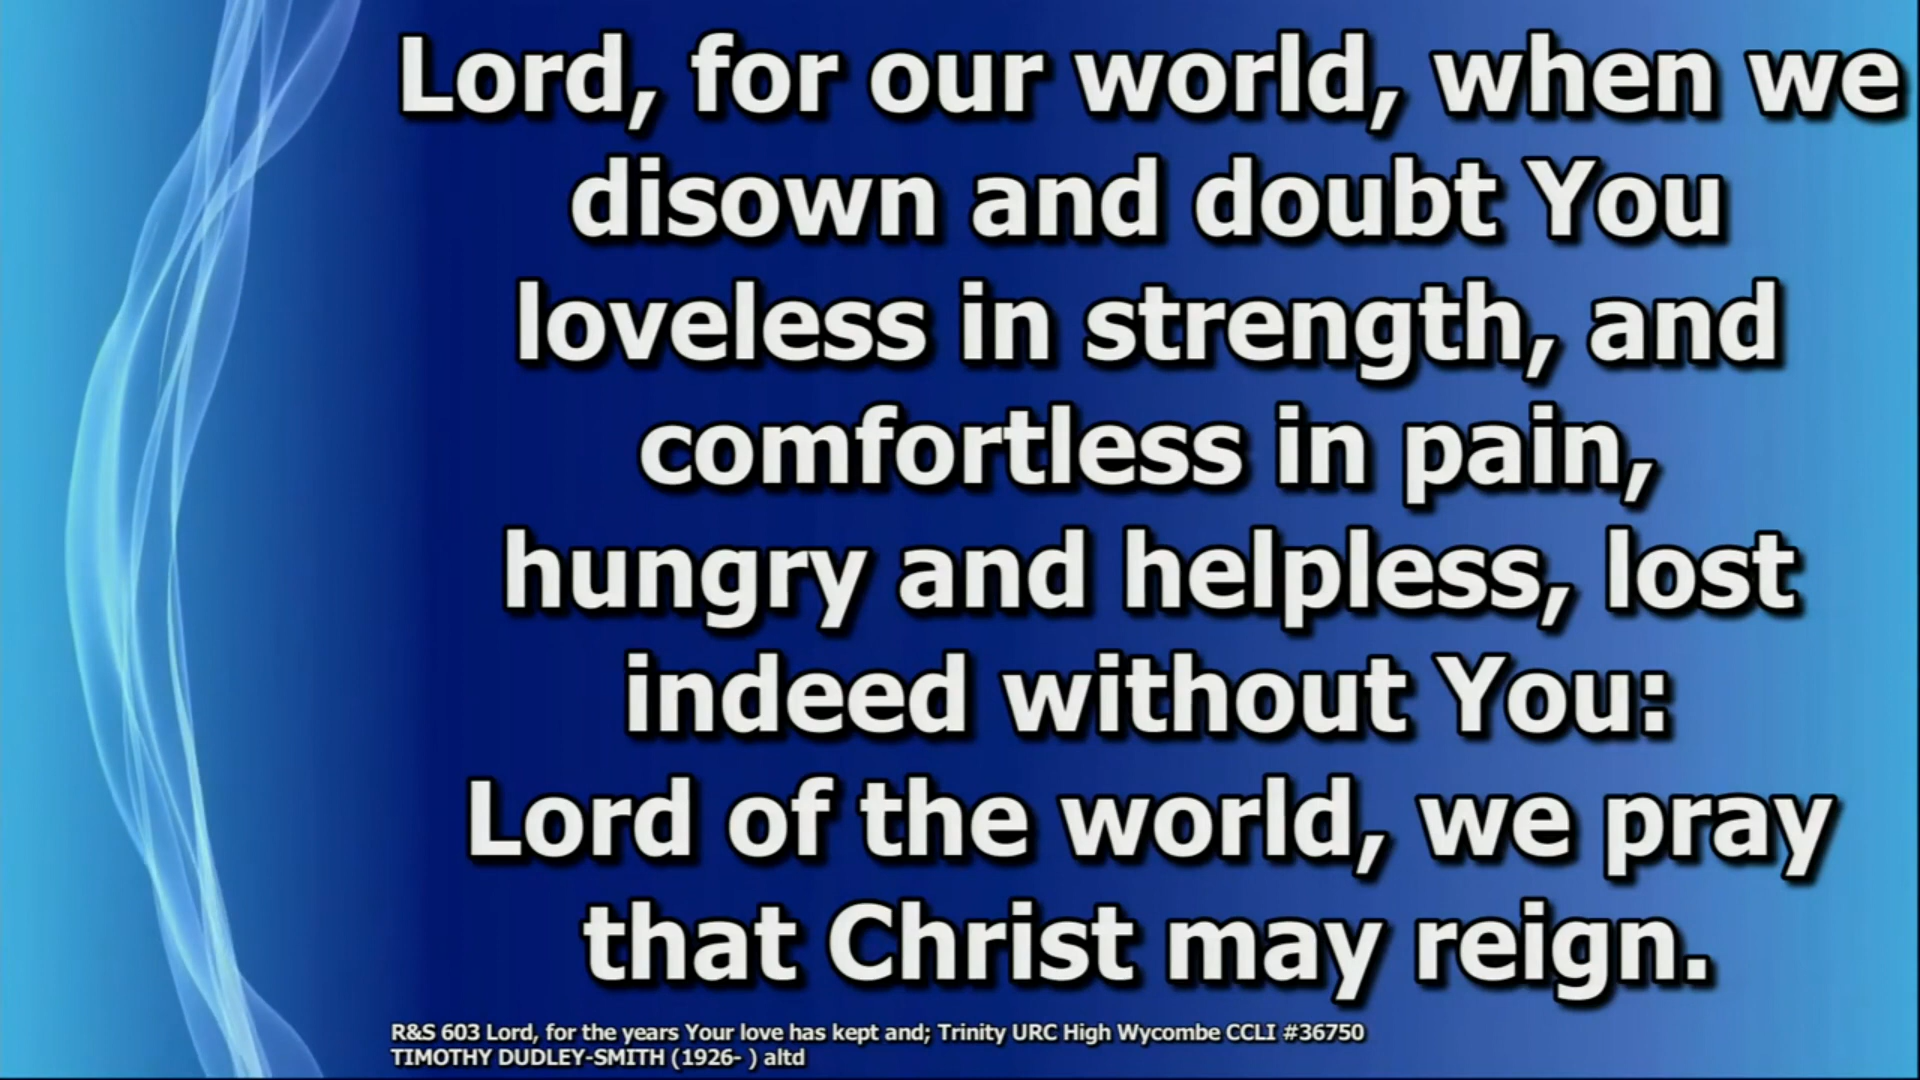 Lord, for our world, when we
disown and doubt You
loveless in strength, and
comfortless in pain,
hungry and helpless, lost
indeed without You:
Lord of the world, we pray
that Christ may reign.
R&S 603 Lord, for the years Your love has kept and; Trinity URC High Wycombe CCLI #36750
TIMOTHY DUDLEY-SMITH (1926- ) altd